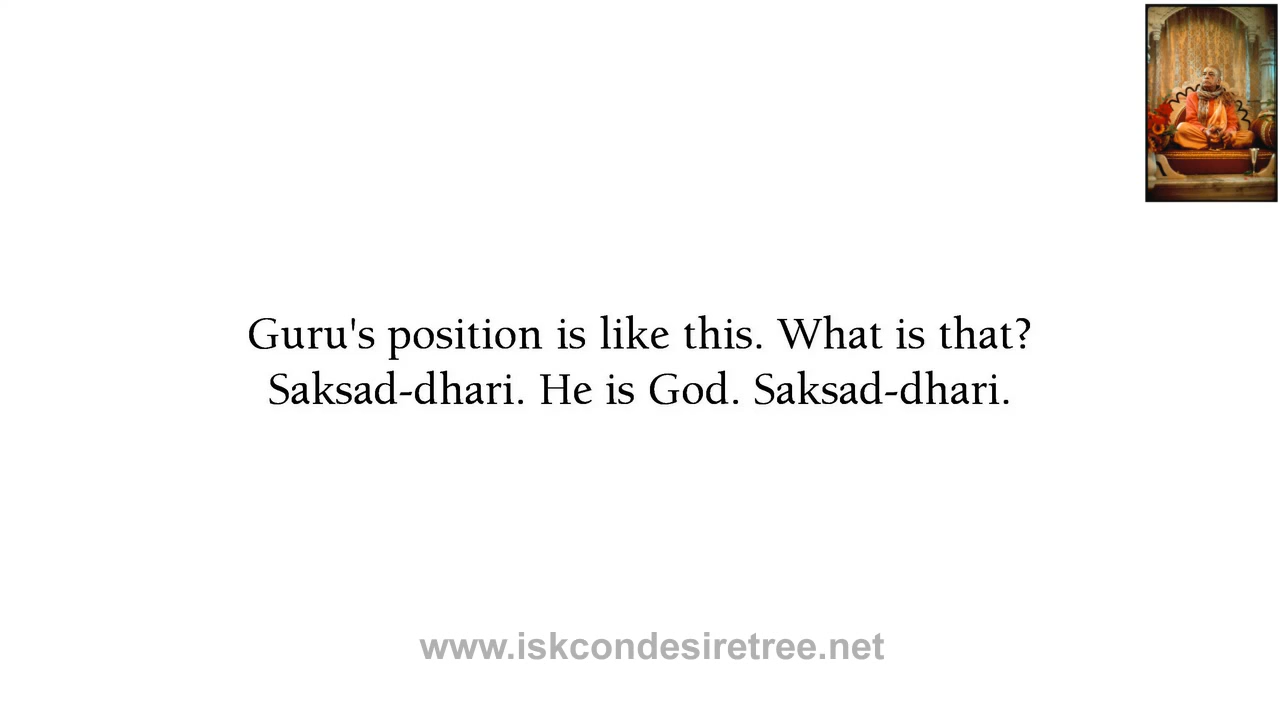 Guru's position is like this. What is that?
Saksad-dhari. He is God. Saksad-dhari.
www.iskcondesiretree.net